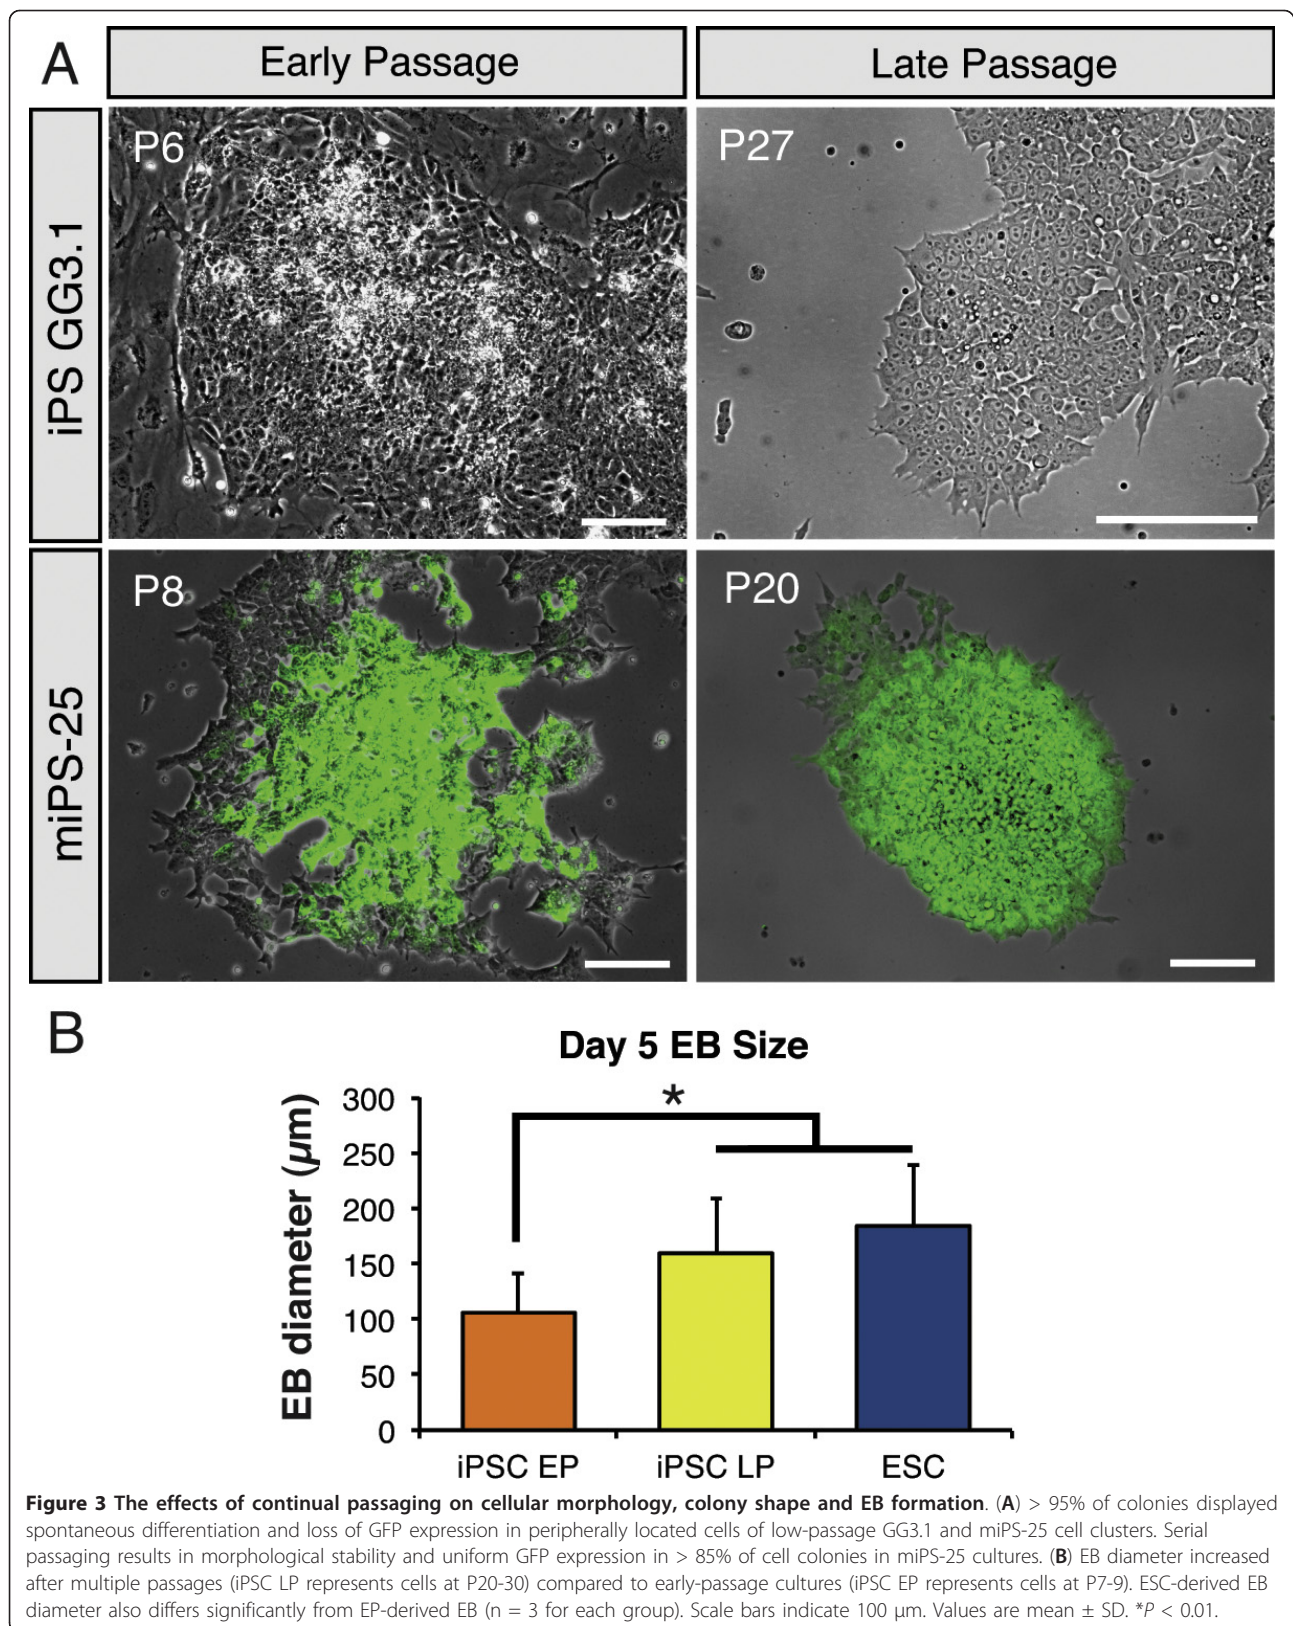 A
Early Passage
Late Passage
iPS GG3.1
P6
P27
miPS-25
P8
P20
B
Day 5 EB Size
*
EB diameter (µm)
300
250
200
150
100
50
0
iPSC EP
iPSC LP
ESC
Figure 3 The effects of continual passaging on cellular morphology, colony shape and EB formation. (A) > 95% of colonies displayed
spontaneous differentiation and loss of GFP expression in peripherally located cells of low-passage GG3.1 and miPS-25 cell clusters. Serial
passaging results in morphological stability and uniform GFP expression in > 85% of cell colonies in miPS-25 cultures. (B) EB diameter increased
after multiple passages (iPSC LP represents cells at P20-30) compared to early-passage cultures (iPSC EP represents cells at P7-9). ESC-derived EB
diameter also differs significantly from EP-derived EB (n = 3 for each group). Scale bars indicate 100 μm. Values are mean ± SD. *P < 0.01.